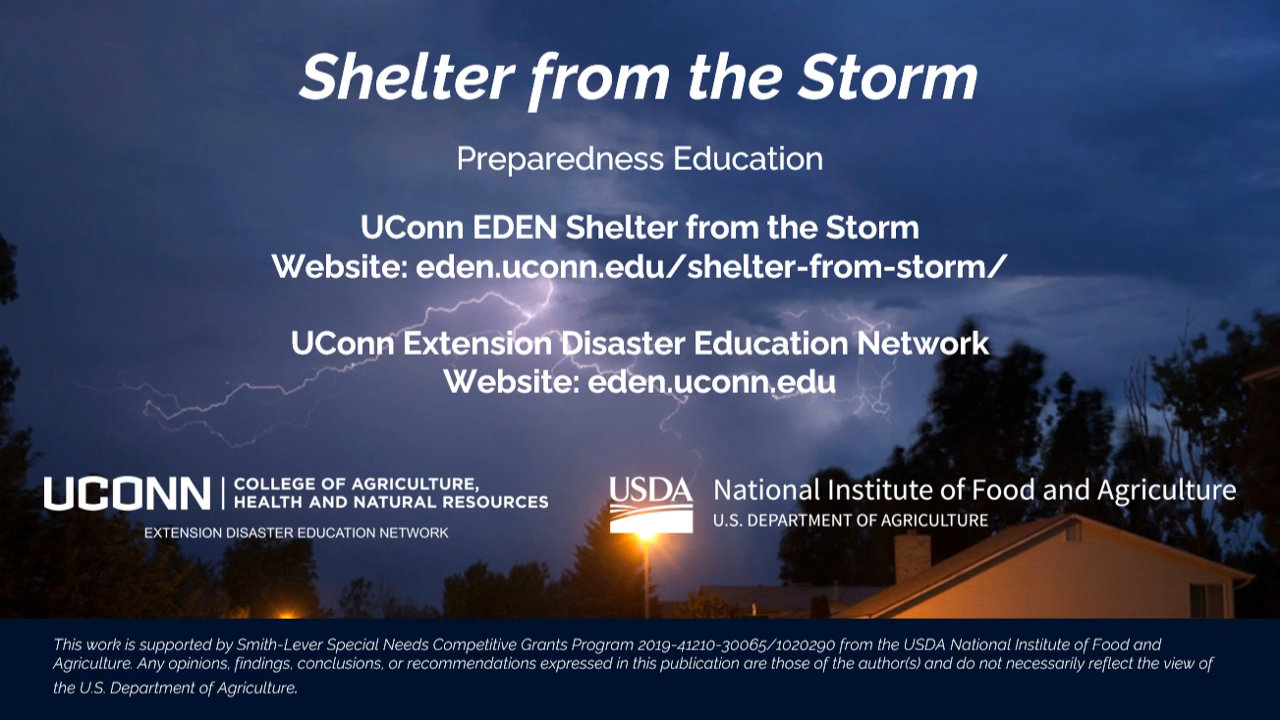 Shelter from the Storm
Preparedness Education
UConn EDEN Shelter from the Storm
Website: eden.uconn.edu/shelter-from-storm/
UConn Extension Disaster Education Network
Website: eden.uconn.edu
UCONN | COLLEGE OF AGRICULTURE,
HEALTH AND NATURAL RESOURCES
EXTENSION DISASTER EDUCATION NETWORK
USDA National Institute of Food and Agriculture
U.S. DEPARTMENT OF AGRICULTURE
This work is supported by Smith-Lever Special Needs Competitive Grants Program 2019-41210-30065/1020290 from the USDA National Institute of Food and
Agriculture. Any opinions, findings, conclusions, or recommendations expressed in this publication are those of the author(s) and do not necessarily reflect the view of
the U.S. Department of Agriculture.